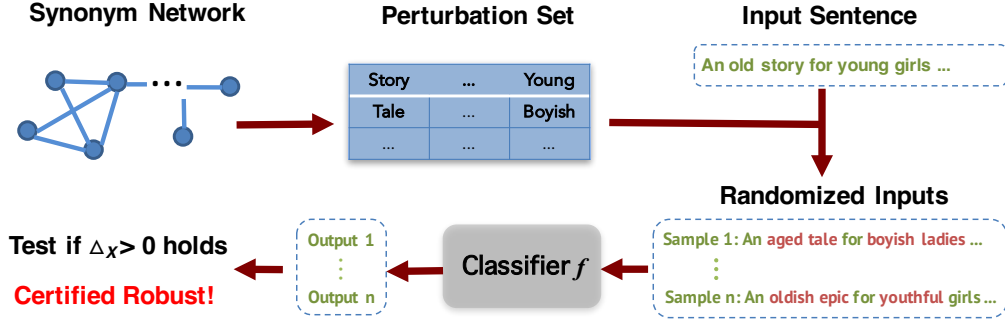 Synonym Network
Perturbation Set
Input Sentence
...
Story ... Young
Tale ... Boyish
... ... ...
An old story for young girls ...
Randomized Inputs
Sample 1: An aged tale for boyish ladies ...
Sample n: An oldish epic for youthful girls ...
Classifier f
Output 1
Output n
Test if △x > 0 holds
Certified Robust!